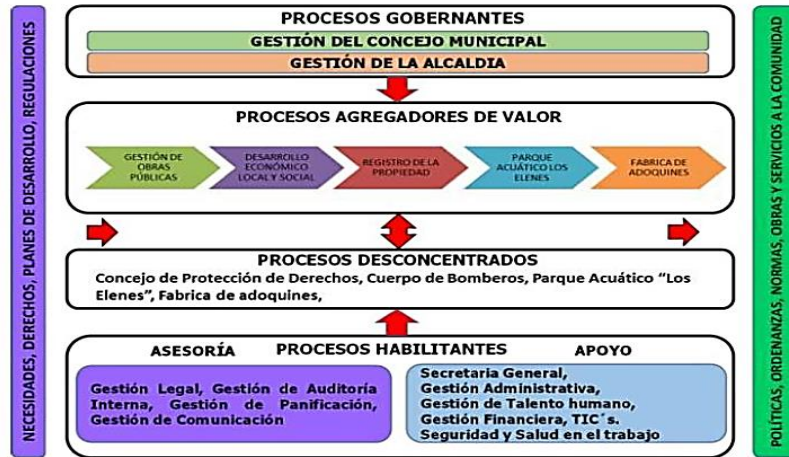 NECESIDADES, DERECHOS, PLANES DE DESARROLLO, REGULACIONES
PROCESOS GOBERNANTES
GESTIÓN DEL CONCEJO MUNICIPAL
GESTIÓN DE LA ALCALDIA
PROCESOS AGREGADORES DE VALOR
GESTIÓN DE
OBRAS
PÚBLICAS
DESARROLLO
ECONÓMICO
LOCAL Y SOCIAL
REGISTRO DE LA
PROPIEDAD
PARQUE
ACUÁTICO LOS
ELENES
FABRICA DE
ADOQUINES
PROCESOS DESCONCENTRADOS
Concejo de Protección de Derechos, Cuerpo de Bomberos, Parque Acuático “Los
Elenes”, Fabrica de adoquines,
PROCESOS HABILITANTES
ASESORÍA
Gestión Legal, Gestión de Auditoría
Interna, Gestión de Panificación,
Gestión de Comunicación
APOYO
Secretaria General,
Gestión Administrativa,
Gestión de Talento humano,
Gestión Financiera, TIC´s.
Seguridad y Salud en el trabajo
POLÍTICAS, ORDENANZAS, NORMAS, OBRAS Y SERVICIOS A LA COMUNIDAD